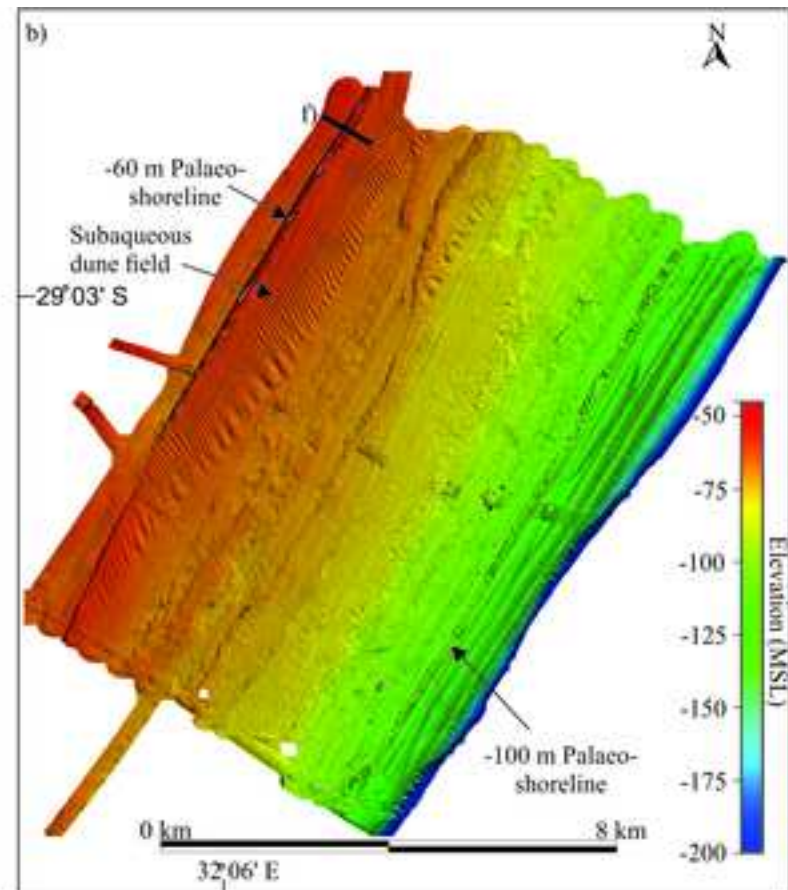 b)
N
f)
-60 m Palaeo-
shoreline
Subaqueous
dune field
29°03' S
-50
-75
-100
-125
-150
-175
-200
Elevation (MSL)
-100 m Palaeo-
shoreline
0 km
8 km
32°06' E